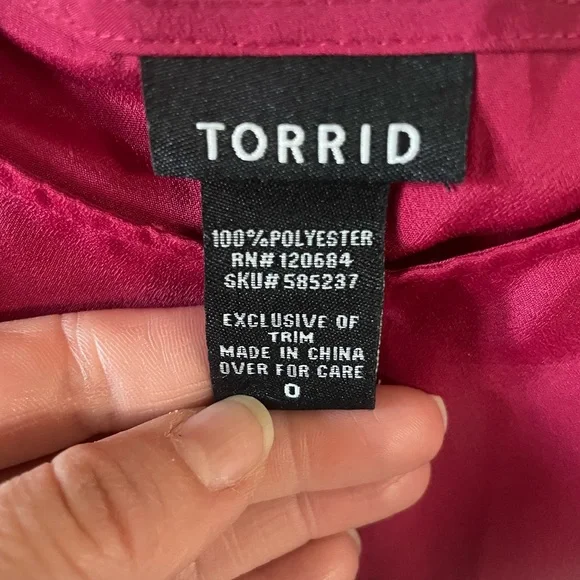 TORRID
100%POLYESTER
RN# 120684
SKU# 585237
EXCLUSIVE OF
TRIM
MADE IN CHINA
OVER FOR CARE
0